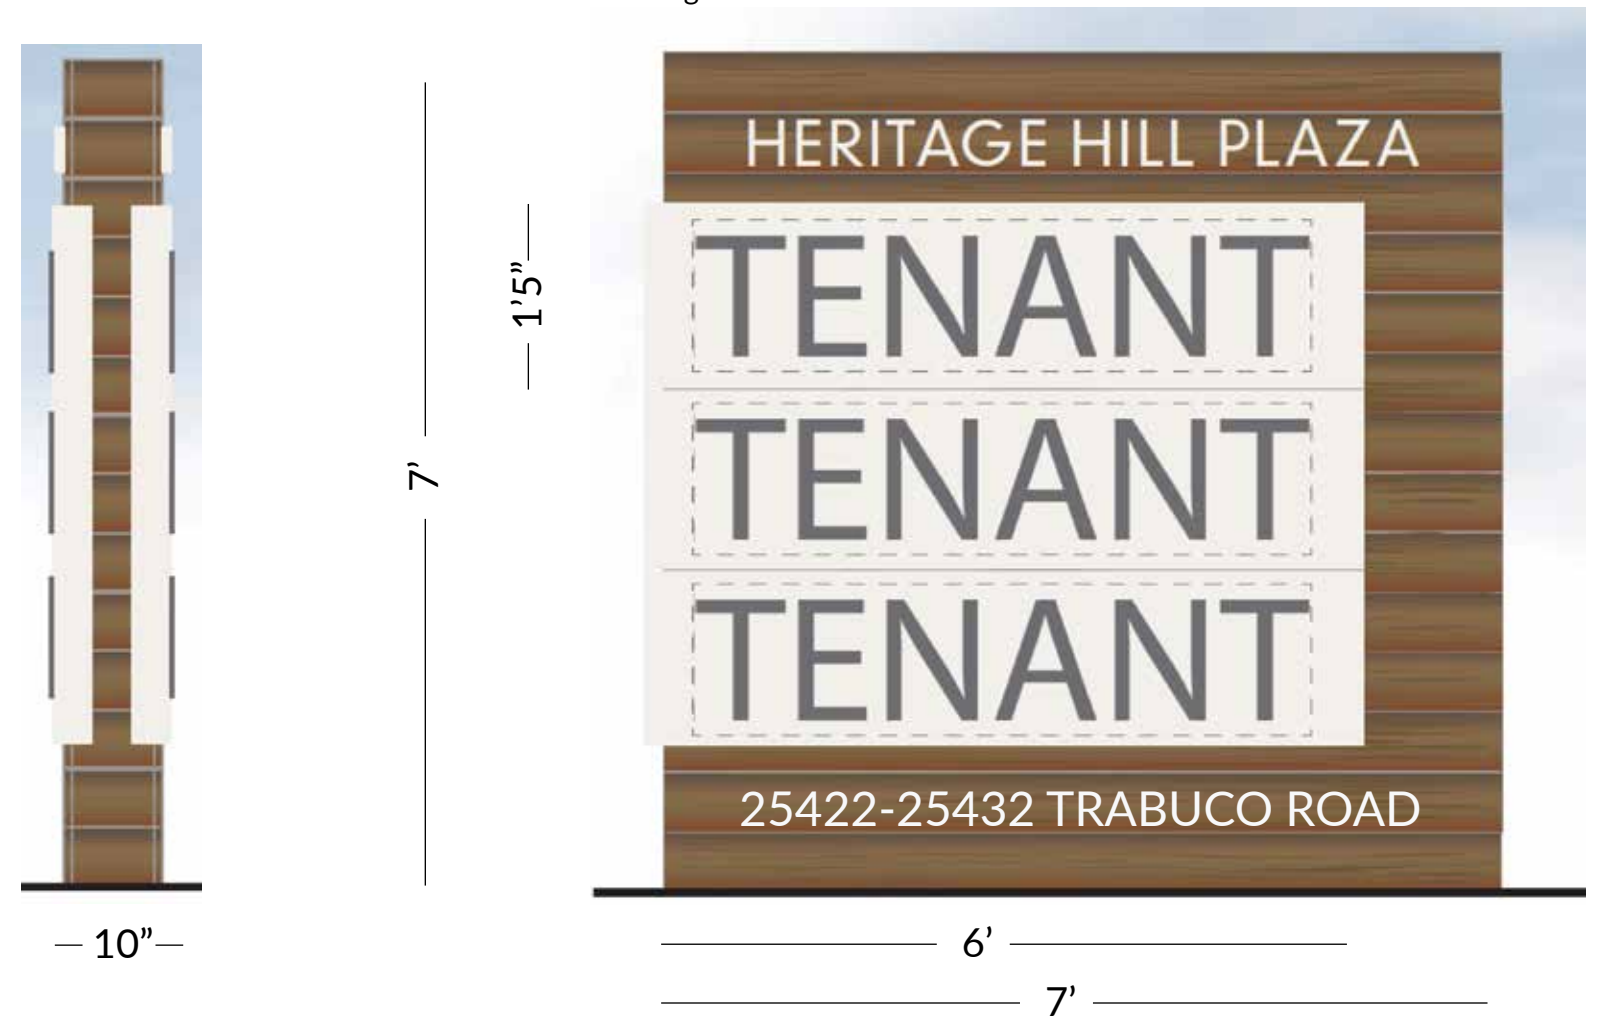 HERITAGE HILL PLAZA
1’5”
TENANT
7’
TENANT
TENANT
25422-25432 TRABUCO ROAD
10”
6’
7’